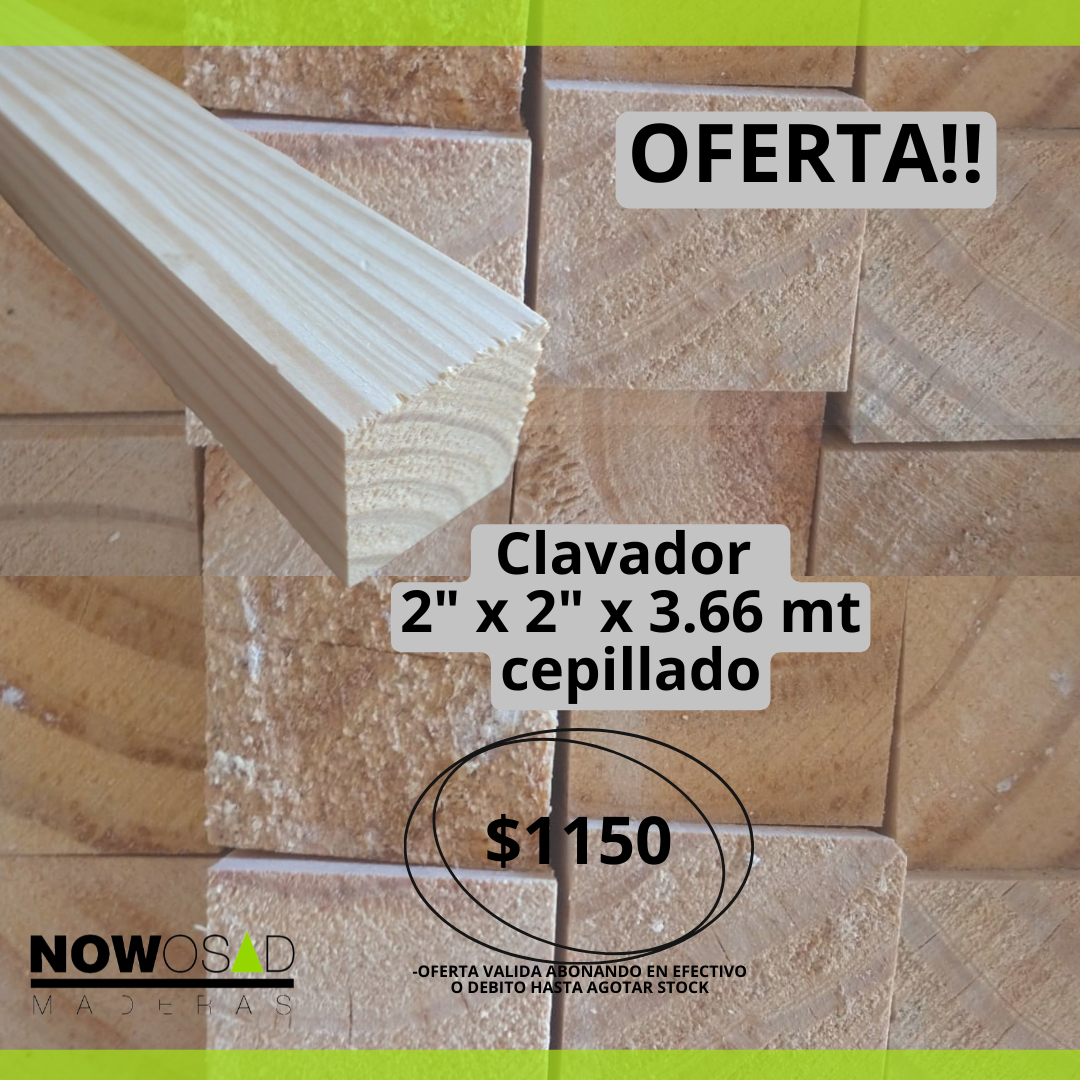 OFERTA!!
Clavador
2" x 2" x 3.66 mt
cepillado
$1150
-OFERTA VALIDA ABONANDO EN EFECTIVO
O DEBITO HASTA AGOTAR STOCK
NOWOSAD
MADERAS